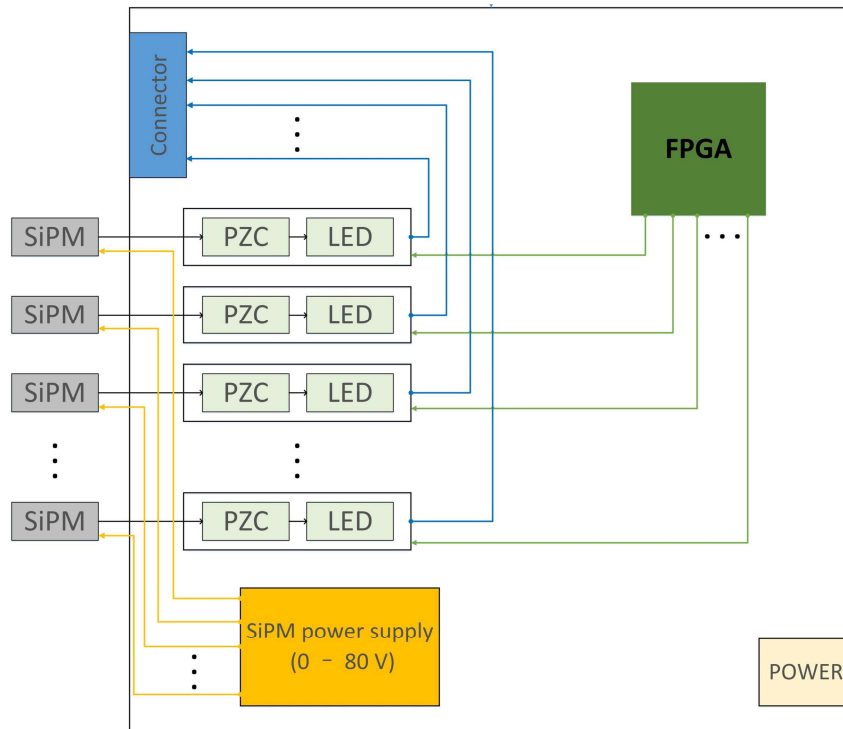 Connector
FPGA
SiPM
PZC
LED
SiPM
PZC
LED
SiPM
PZC
LED
SiPM
PZC
LED
SiPM power supply
(0 – 80 V)
POWER